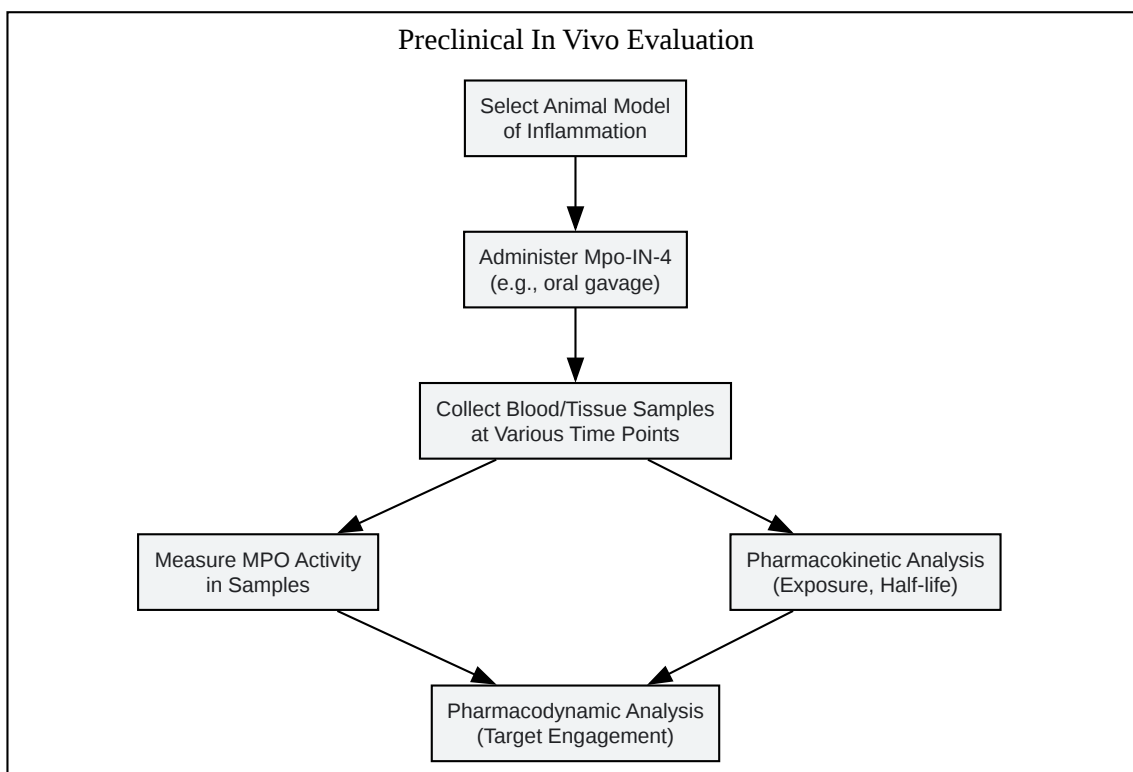 Preclinical In Vivo Evaluation
Select Animal Model
of Inflammation
Administer Mpo-IN-4
(e.g., oral gavage)
Collect Blood/Tissue Samples
at Various Time Points
Measure MPO Activity
in Samples
Pharmacokinetic Analysis
(Exposure, Half-life)
Pharmacodynamic Analysis
(Target Engagement)